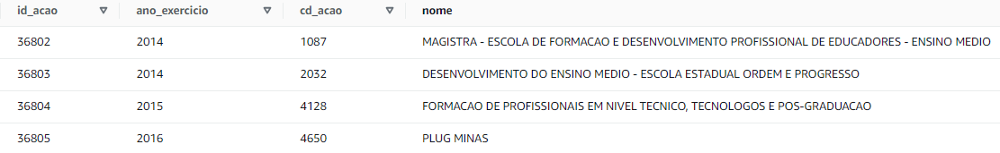 id_acao ano_exercicio cd_acao nome
36802 2014 1087 MAGISTRA - ESCOLA DE FORMACAO E DESENVOLVIMENTO PROFISSIONAL DE EDUCADORES - ENSINO MEDIO
36803 2014 2032 DESENVOLVIMENTO DO ENSINO MEDIO - ESCOLA ESTADUAL ORDEM E PROGRESSO
36804 2015 4128 FORMACAO DE PROFISSIONAIS EM NIVEL TECNICO, TECNOLOGOS E POS-GRADUACAO
36805 2016 4650 PLUG MINAS